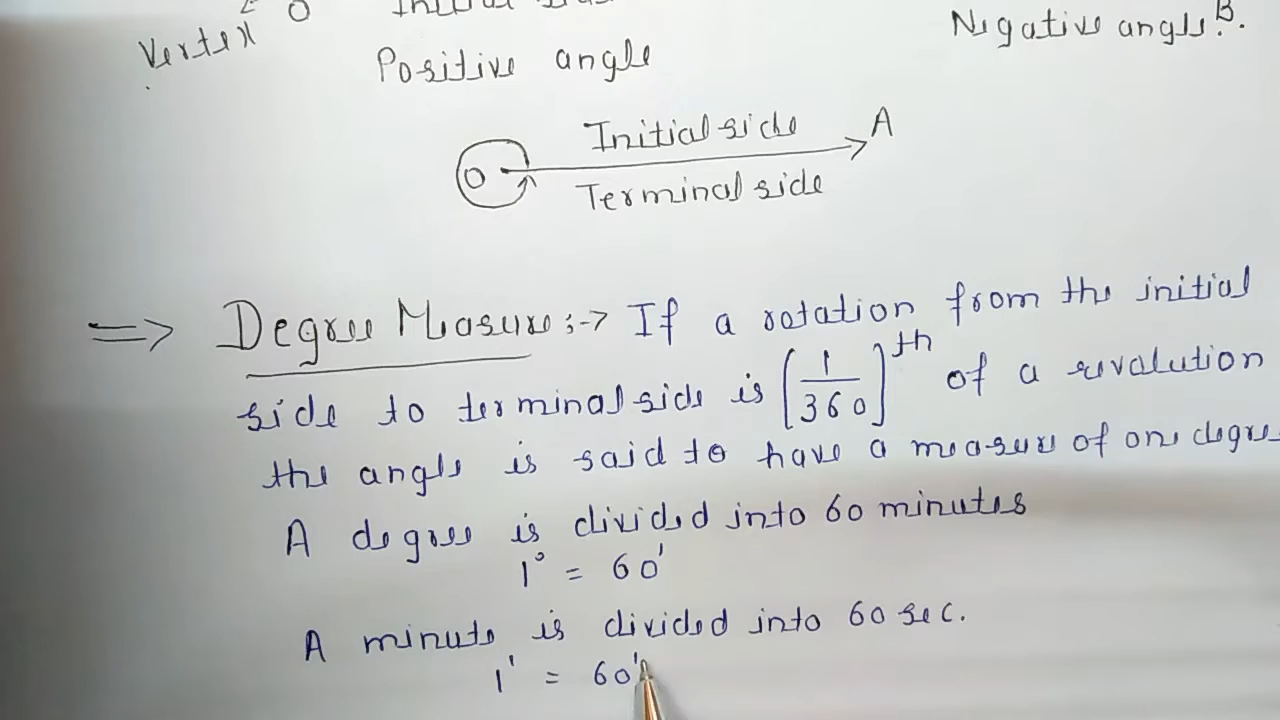 Vertex O
Negative angle. B
Positive angle
Initial side A
O
Terminal side
=> Degree Measure :-> If a rotation from the initial
side to terminal side is [1/360]th of a revalution
the angle is said to have a measure of one degre
A degree is divided into 60 minutes
1° = 60'
A minute is divided into 60 sec.
1' = 60'